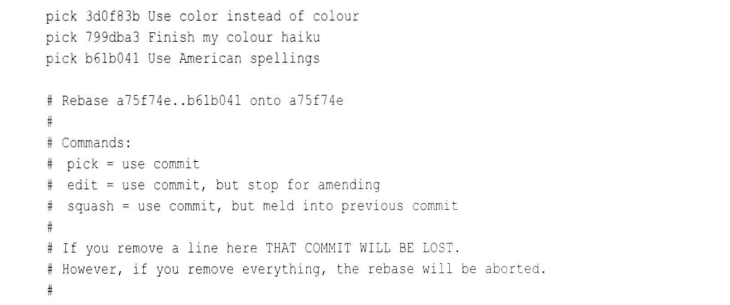 pick 3d0f83b Use color instead of colour
pick 799dba3 Finish my colour haiku
pick b61b041 Use American spellings

# Rebase a75f74e..b61b041 onto a75f74e
#
# Commands:
#  pick = use commit
#  edit = use commit, but stop for amending
#  squash = use commit, but meld into previous commit
#
# If you remove a line here THAT COMMIT WILL BE LOST.
# However, if you remove everything, the rebase will be aborted.
#